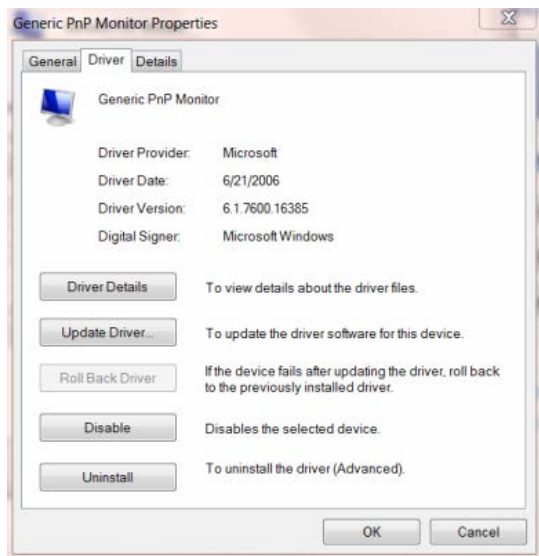 Generic PnP Monitor Properties
General Driver Details
Generic PnP Monitor
Driver Provider: Microsoft
Driver Date: 6/21/2006
Driver Version: 6.1.7600.16385
Digital Signer: Microsoft Windows
Driver Details To view details about the driver files.
Update Driver... To update the driver software for this device.
Roll Back Driver If the device fails after updating the driver, roll back
to the previously installed driver.
Disable Disables the selected device.
Uninstall To uninstall the driver (Advanced).
OK Cancel